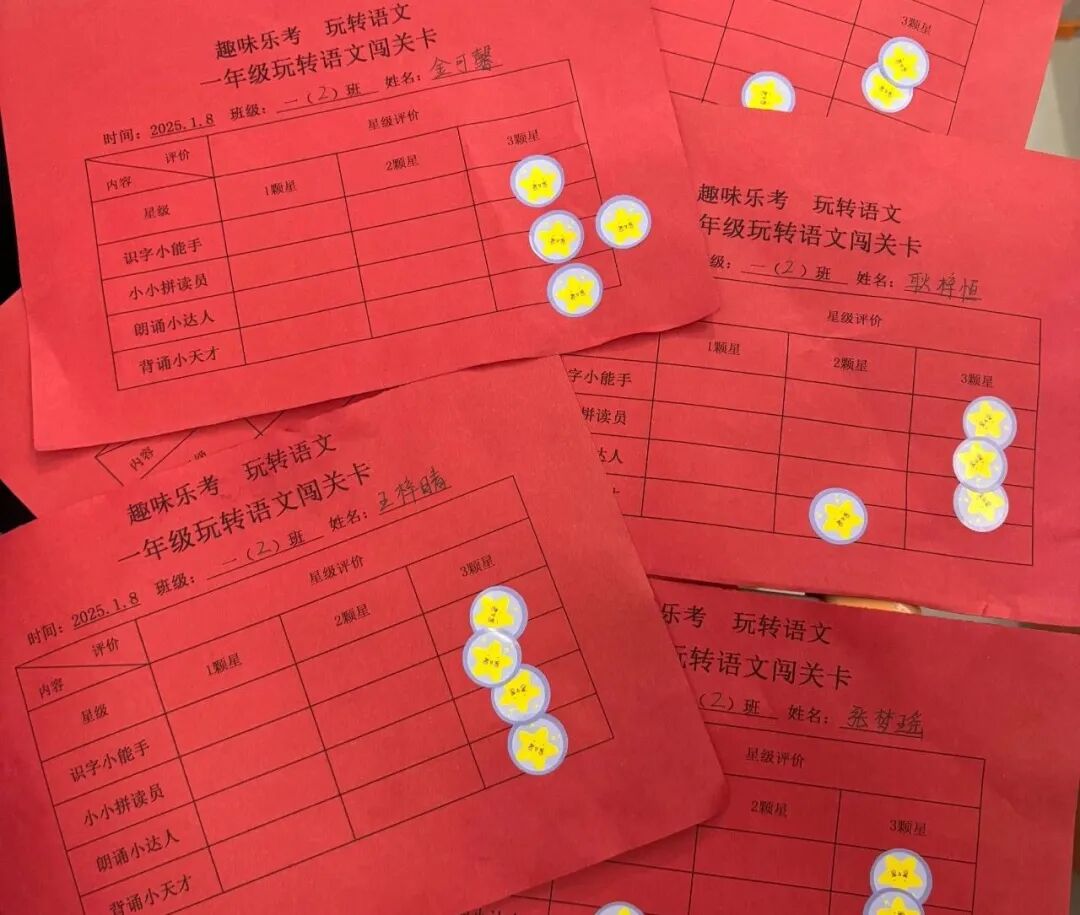 趣味乐考 玩转语文
一年级玩转语文闯关卡
时间：2025.1.8 班级：一（2）班 姓名：金可馨
评价 星级评价
内容
星级 1颗星 2颗星 3颗星
识字小能手
小小拼读员
朗诵小达人
背诵小天才
3颗星
趣味乐考 玩转语文
年级玩转语文闯关卡
级：一（2）班 姓名：耿梓恒
星级评价
1颗星 2颗星 3颗星
字小能手
拼读员
达人
内容
趣味乐考 玩转语文
一年级玩转语文闯关卡
时间：2025.1.8 班级：一（2）班 姓名：王梓晴
评价 星级评价
内容
星级 1颗星 2颗星 3颗星
识字小能手
小小拼读员
朗诵小达人
背诵小天才
乐考 玩转语文
玩转语文闯关卡
（2）班 姓名：张梦瑶
星级评价
2颗星 3颗星